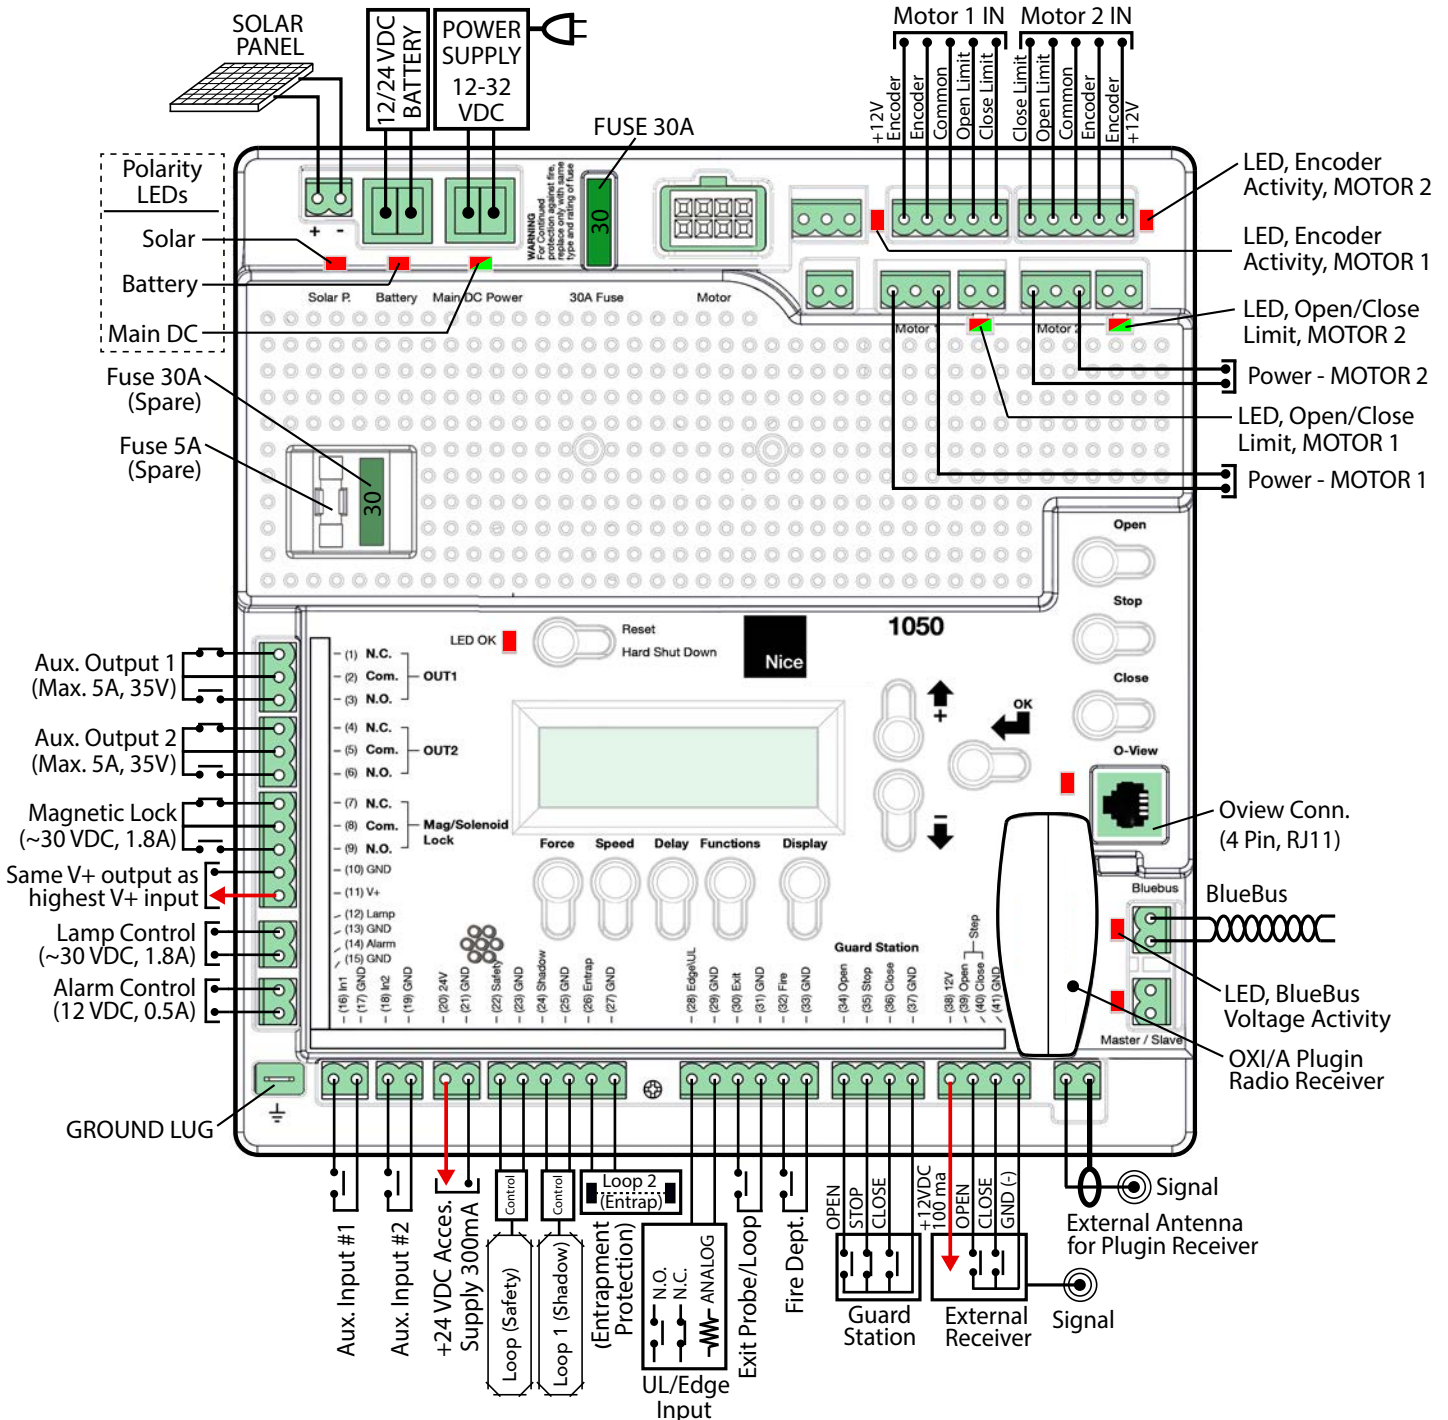 SOLAR
PANEL
12/24 VDC
BATTERY
POWER
SUPPLY
12-32
VDC
FUSE 30A
Motor 1 IN
Motor 2 IN
+12V
Encoder
Encoder
Common
Open Limit
Close Limit
Close Limit
Open Limit
Common
Encoder
Encoder
+12V
Polarity
LEDs
Solar
Battery
Main DC
+ -
WARNING
For Continued
protection against fire,
replace only with same
type and rating of fuse
30
LED, Encoder
Activity, MOTOR 2
LED, Encoder
Activity, MOTOR 1
LED, Open/Close
Limit, MOTOR 2
Power - MOTOR 2
LED, Open/Close
Limit, MOTOR 1
Power - MOTOR 1
Solar P.
Battery
Main DC Power
30A Fuse
Motor
Motor 1
Motor 2
Fuse 30A
(Spare)
Fuse 5A
(Spare)
30
Open
Stop
Close
O-View
LED OK
Reset
Hard Shut Down
Nice
1050
+
OK
–
Aux. Output 1
(Max. 5A, 35V)
Aux. Output 2
(Max. 5A, 35V)
Magnetic Lock
(~30 VDC, 1.8A)
Same V+ output as
highest V+ input
Lamp Control
(~30 VDC, 1.8A)
Alarm Control
(12 VDC, 0.5A)
GROUND LUG
(1) N.C.
(2) Com.
OUT1
(3) N.O.
(4) N.C.
(5) Com.
OUT2
(6) N.O.
(7) N.C.
(8) Com.
Mag/Solenoid
Lock
(9) N.O.
(10) GND
(11) V+
(12) Lamp
(13) GND
(14) Alarm
(15) GND
Force
Speed
Delay
Functions
Display
(16) In1
(17) GND
(18) In2
(19) GND
(20) 24V
(21) GND
(22) Safety
(23) GND
(24) Shadow
(25) GND
(26) Entrap
(27) GND
(28) Edge\UL
(29) GND
(30) Exit
(31) GND
(32) Fire
(33) GND
Guard Station
(34) Open
(35) Stop
(36) Close
(37) GND
(38) 12V
(39) Open
(40) Close
(41) GND
Step
Oview Conn.
(4 Pin, RJ11)
Bluebus
BlueBus
LED, BlueBus
Voltage Activity
Master / Slave
OXI/A Plugin
Radio Receiver
Aux. Input #1
Aux. Input #2
+24 VDC Acces.
Supply 300mA
Control
Loop (Safety)
Control
Loop 1 (Shadow)
Loop 2
(Entrap)
(Entrapment
Protection)
N.O.
N.C.
ANALOG
UL/Edge
Input
Exit Probe/Loop
Fire Dept.
OPEN
STOP
CLOSE
Guard
Station
+12VDC
100 ma
OPEN
CLOSE
GND (-)
External
Receiver
Signal
External Antenna
for Plugin Receiver
Signal